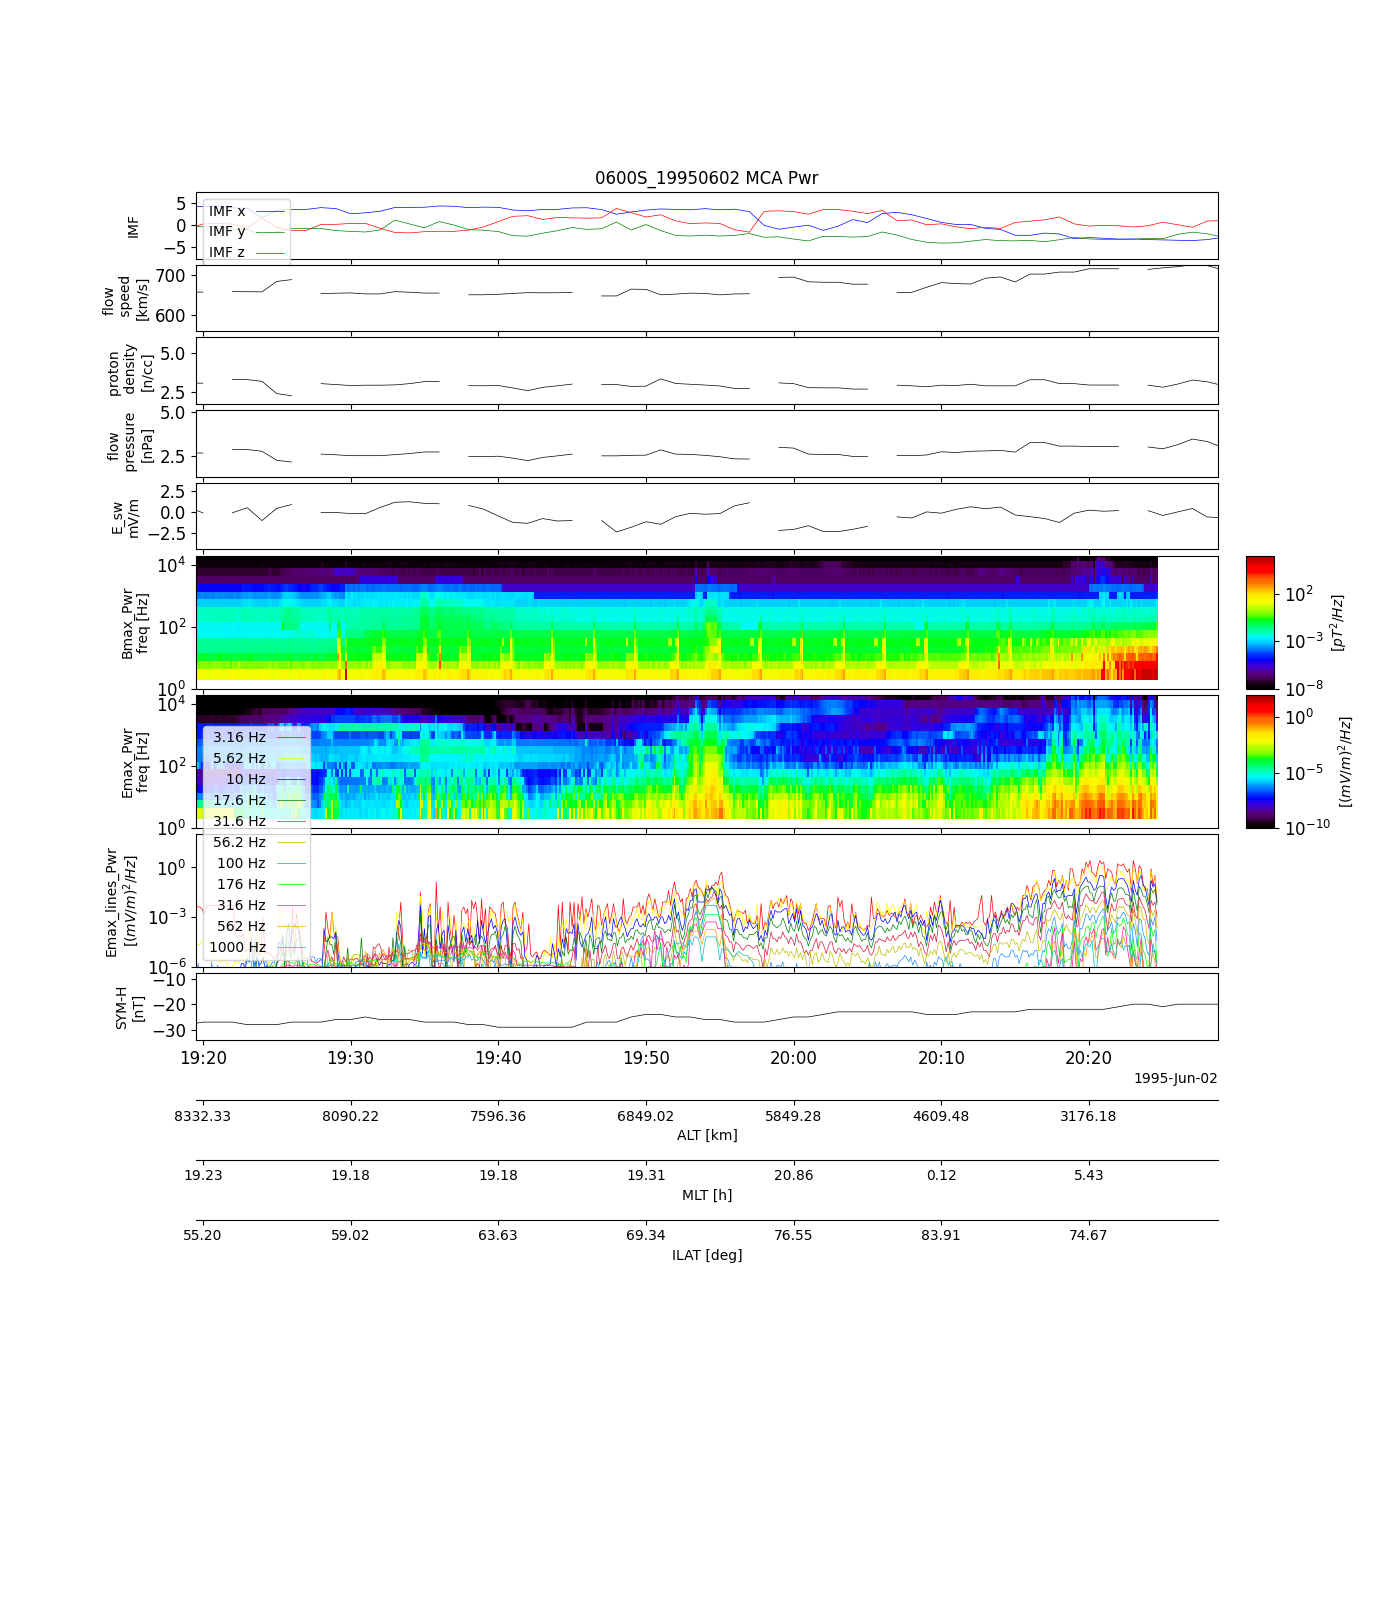 0600S_19950602 MCA Pwr
IMF
5
0
−5
IMF x
IMF y
IMF z
flow
speed
[km/s]
700
600
proton
density
[n/cc]
5.0
2.5
flow
pressure
[nPa]
5.0
2.5
E_sw
mV/m
2.5
0.0
−2.5
Bmax_Pwr
freq [Hz]
10^4
10^2
10^0
10^2
10^−3
10^−8
[pT^2/Hz]
Emax_Pwr
freq [Hz]
10^4
10^2
10^0
10^0
10^−5
10^−10
[(mV/m)^2/Hz]
3.16 Hz
5.62 Hz
10 Hz
17.6 Hz
31.6 Hz
56.2 Hz
100 Hz
176 Hz
316 Hz
562 Hz
1000 Hz
Emax_lines_Pwr
[(mV/m)^2/Hz]
10^0
10^−3
10^−6
SYM-H
[nT]
−10
−20
−30
19:20 19:30 19:40 19:50 20:00 20:10 20:20
1995-Jun-02
8332.33 8090.22 7596.36 6849.02 5849.28 4609.48 3176.18
ALT [km]
19.23 19.18 19.18 19.31 20.86 0.12 5.43
MLT [h]
55.20 59.02 63.63 69.34 76.55 83.91 74.67
ILAT [deg]